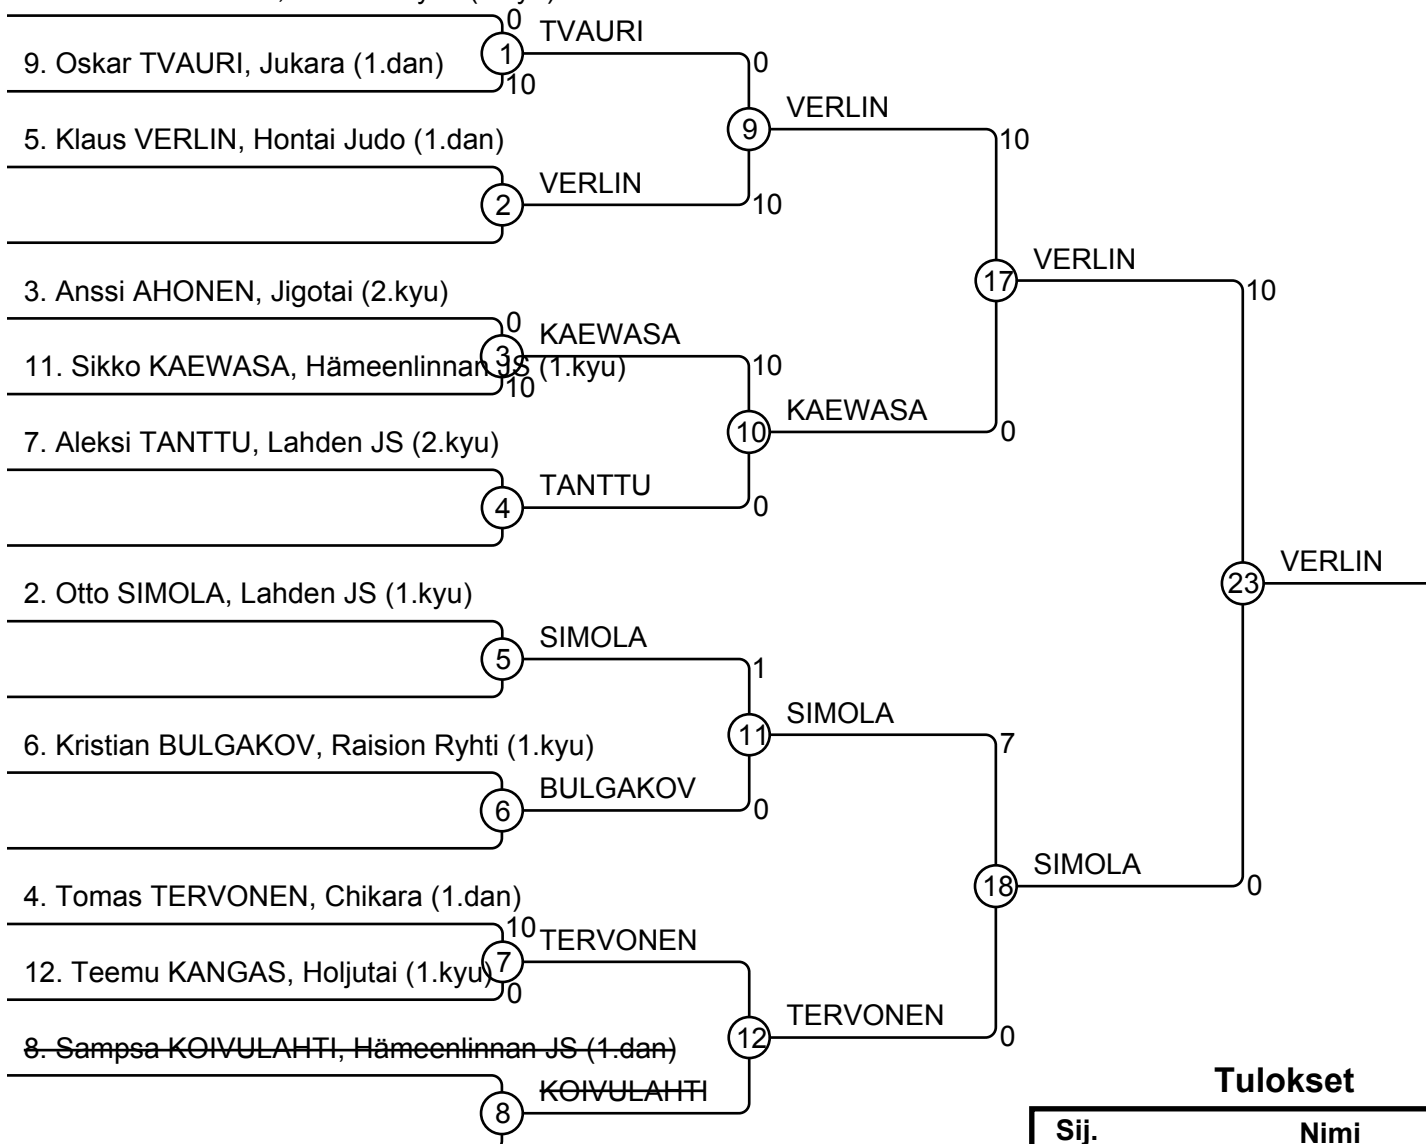 0
TVAURI
1
9. Oskar TVAURI, Jukara (1.dan)
10
0
VERLIN
9
5. Klaus VERLIN, Hontai Judo (1.dan)
10
VERLIN
2
10
VERLIN
17
3. Anssi AHONEN, Jigotai (2.kyu)
10
0
KAEWASA
3
11. Sikko KAEWASA, Hämeenlinnan JS (1.kyu)
10
10
KAEWASA
10
0
7. Aleksi TANTTU, Lahden JS (2.kyu)
TANTTU
4
0
VERLIN
23
2. Otto SIMOLA, Lahden JS (1.kyu)
SIMOLA
5
1
SIMOLA
11
7
6. Kristian BULGAKOV, Raision Ryhti (1.kyu)
BULGAKOV
6
0
SIMOLA
18
0
4. Tomas TERVONEN, Chikara (1.dan)
10
TERVONEN
7
12. Teemu KANGAS, Holjutai (1.kyu)
0
TERVONEN
12
0
8. Sampsa KOIVULAHTI, Hämeenlinnan JS (1.dan)
KOIVULAHTI
8
Tulokset
Sij. Nimi